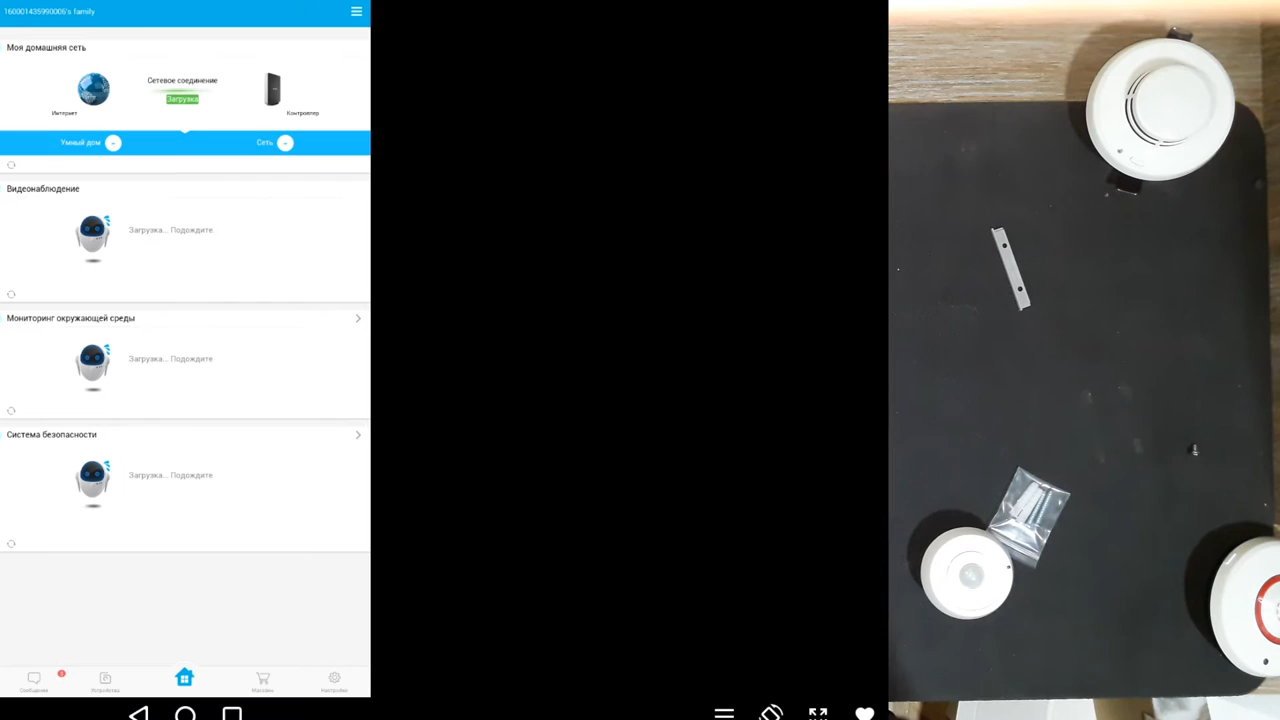 160001435990006's family
Моя домашняя сеть
Сетевое соединение
Загрузка
Интернет
Контроллер
Умный дом
Сеть
Видеонаблюдение
Загрузка... Подождите.
Мониторинг окружающей среды
Загрузка... Подождите.
Система безопасности
Загрузка... Подождите.
Сообщения
Устройства
Магазин
Настройки